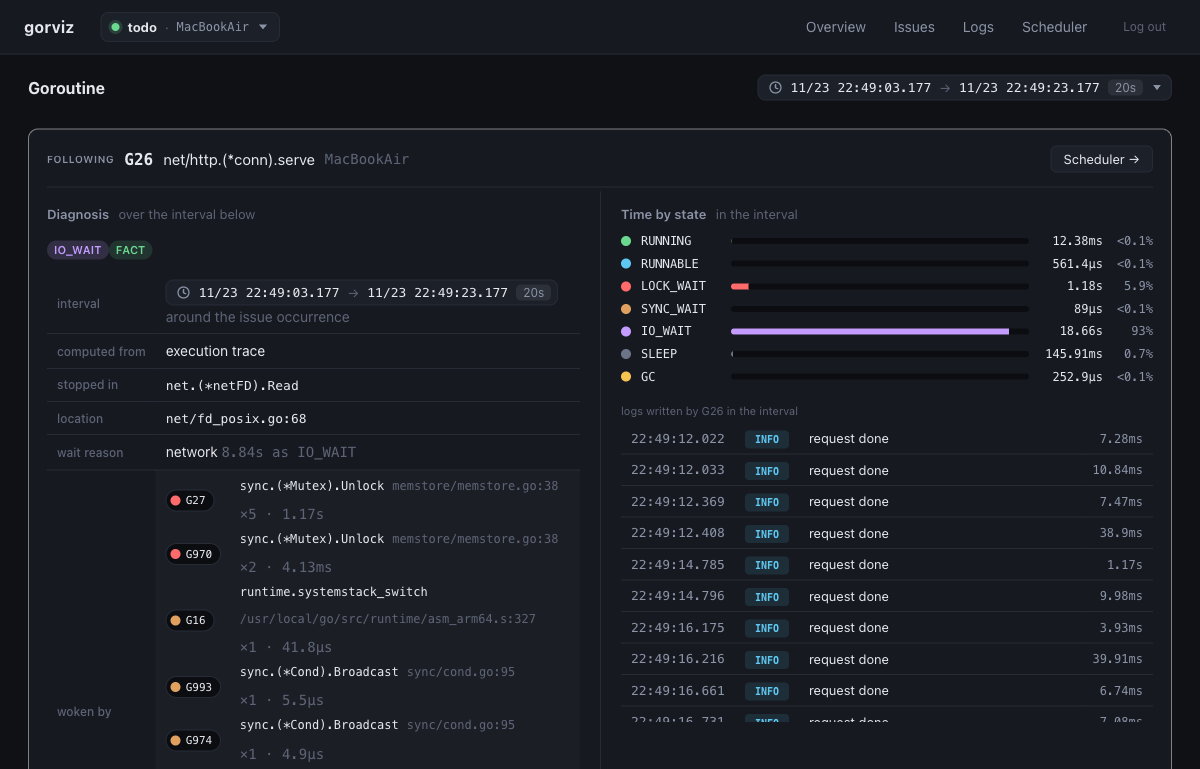 gorviz todo · MacBookAir Overview Issues Logs Scheduler Log out
Goroutine 11/23 22:49:03.177 → 11/23 22:49:23.177 20s
FOLLOWING G26 net/http.(*conn).serve MacBookAir Scheduler →
Diagnosis over the interval below
IO_WAIT FACT
interval 11/23 22:49:03.177 → 11/23 22:49:23.177 20s
around the issue occurrence
computed from execution trace
stopped in net.(*netFD).Read
location net/fd_posix.go:68
wait reason network 8.84s as IO_WAIT
woken by
G27 sync.(*Mutex).Unlock memstore/memstore.go:38
×5 · 1.17s
G970 sync.(*Mutex).Unlock memstore/memstore.go:38
×2 · 4.13ms
G16 runtime.systemstack_switch
/usr/local/go/src/runtime/asm_arm64.s:327
×1 · 41.8µs
G993 sync.(*Cond).Broadcast sync/cond.go:95
×1 · 5.5µs
G974 sync.(*Cond).Broadcast sync/cond.go:95
×1 · 4.9µs
Time by state in the interval
RUNNING 12.38ms <0.1%
RUNNABLE 561.4µs <0.1%
LOCK_WAIT 1.18s 5.9%
SYNC_WAIT 89µs <0.1%
IO_WAIT 18.66s 93%
SLEEP 145.91ms 0.7%
GC 252.9µs <0.1%
logs written by G26 in the interval
22:49:12.022 INFO request done 7.28ms
22:49:12.033 INFO request done 10.84ms
22:49:12.369 INFO request done 7.47ms
22:49:12.408 INFO request done 38.9ms
22:49:14.785 INFO request done 1.17s
22:49:14.796 INFO request done 9.98ms
22:49:16.175 INFO request done 3.93ms
22:49:16.216 INFO request done 39.91ms
22:49:16.661 INFO request done 6.74ms
22:49:16.731 INFO request done 7.08ms